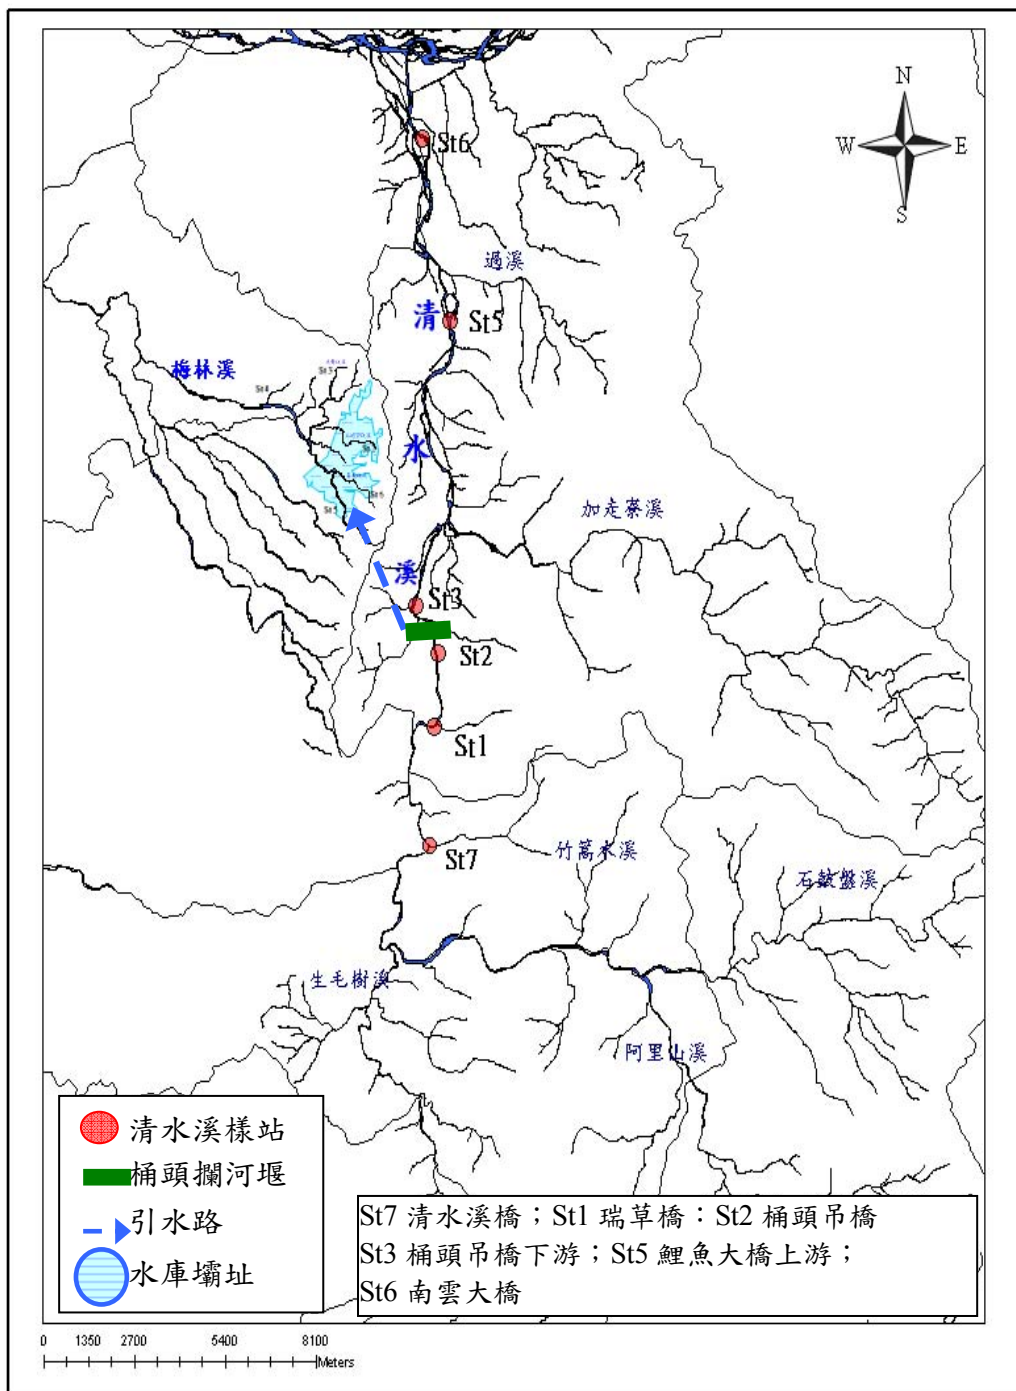 N
W E
S
St6
過溪
清
St5
梅林溪
St3
St4
水
St6
St5
加走寮溪
溪
St3
St2
St1
St7
竹篙水溪
石鼓盤溪
生毛樹溪
阿里山溪
清水溪樣站
桶頭攔河堰
引水路
水庫壩址
St7 清水溪橋；St1 瑞草橋：St2 桶頭吊橋
St3 桶頭吊橋下游；St5 鯉魚大橋上游；
St6 南雲大橋
0 1350 2700 5400 8100
Meters